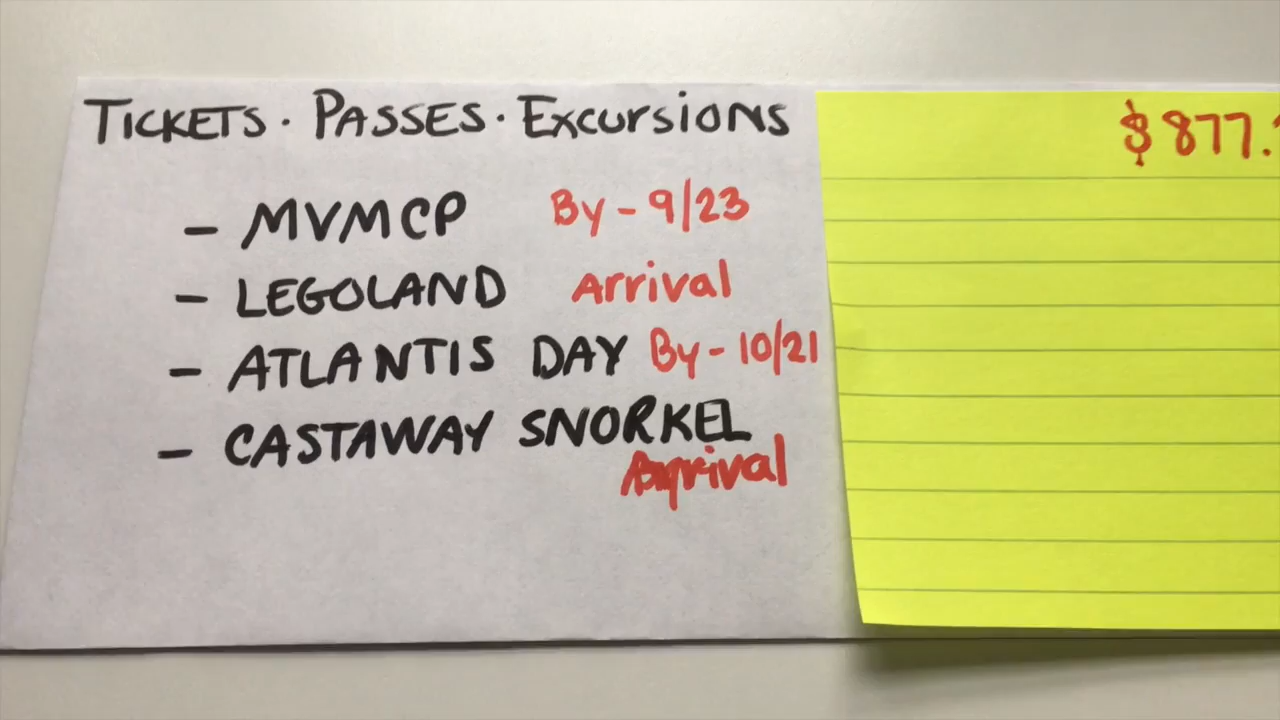 TICKETS · PASSES · EXCURSIONS
$877.
- MVMCP By - 9/23
- LEGOLAND Arrival
- ATLANTIS DAY By - 10/21
- CASTAWAY SNORKEL
Arrival